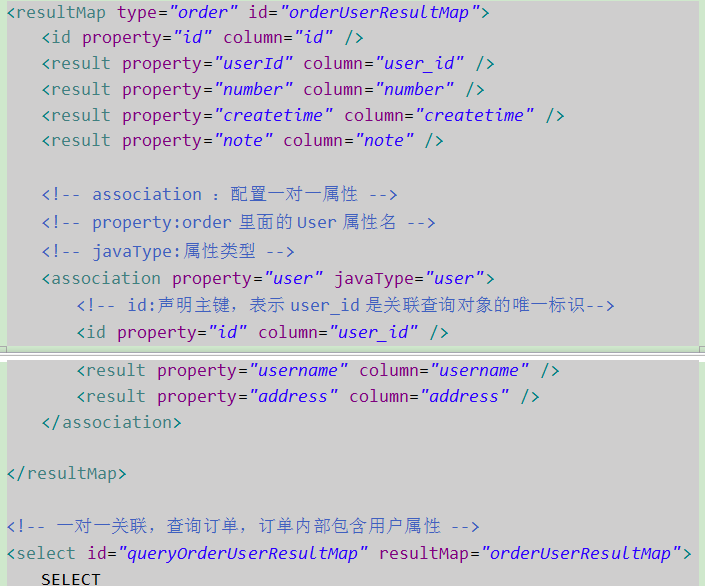 <resultMap type="order" id="orderUserResultMap">
<id property="id" column="id" />
<result property="userId" column="user_id" />
<result property="number" column="number" />
<result property="createtime" column="createtime" />
<result property="note" column="note" />
<!-- association ：配置一对一属性 -->
<!-- property:order 里面的 User 属性名 -->
<!-- javaType:属性类型 -->
<association property="user" javaType="user">
<!-- id:声明主键，表示 user_id 是关联查询对象的唯一标识-->
<id property="id" column="user_id" />
<result property="username" column="username" />
<result property="address" column="address" />
</association>
</resultMap>
<!-- 一对一关联，查询订单，订单内部包含用户属性 -->
<select id="queryOrderUserResultMap" resultMap="orderUserResultMap">
SELECT